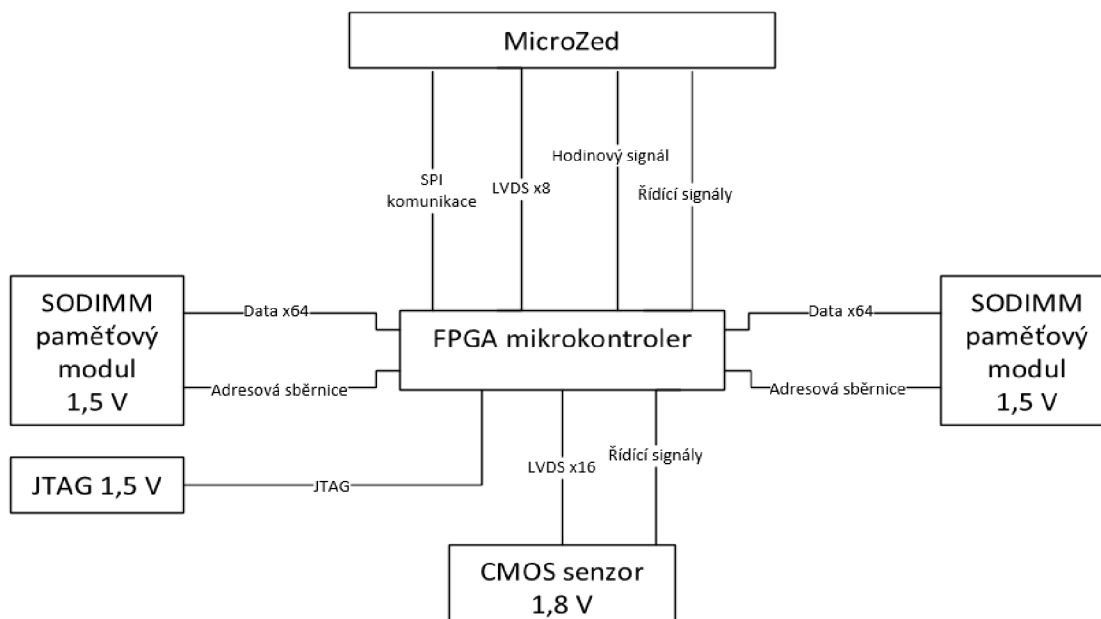 MicroZed
SPI
komunikace
LVDS x8
Hodinový signál
Řídící signály
SODIMM
paměťový
modul
1,5 V
Data x64
Adresová sběrnice
FPGA mikrokontroler
Data x64
Adresová sběrnice
SODIMM
paměťový
modul
1,5 V
JTAG 1,5 V
JTAG
LVDS x16
Řídící signály
CMOS senzor
1,8 V